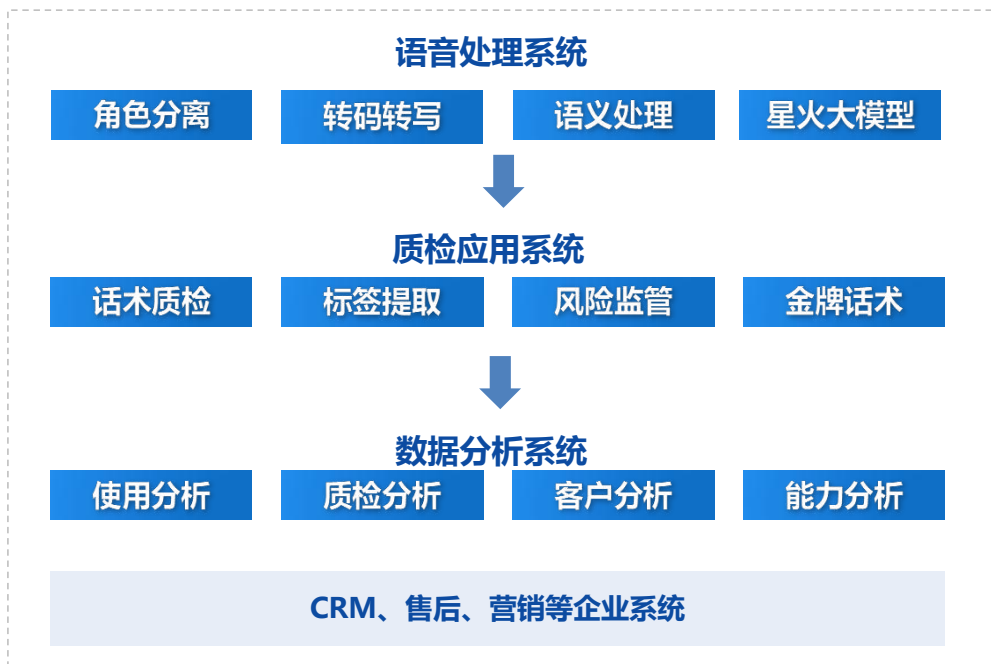 语音处理系统
角色分离 转码转写 语义处理 星火大模型
质检应用系统
话术质检 标签提取 风险监管 金牌话术
数据分析系统
使用分析 质检分析 客户分析 能力分析
CRM、售后、营销等企业系统